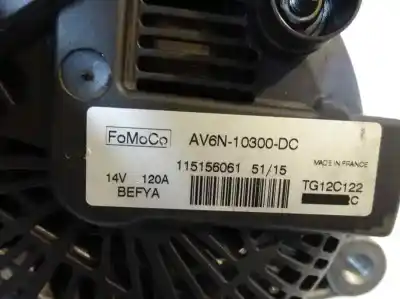 FoMoCo AV6N-10300-DC
115156061 51/15 MADE IN FRANCE
14V 120A TG12C122
BEFYA C